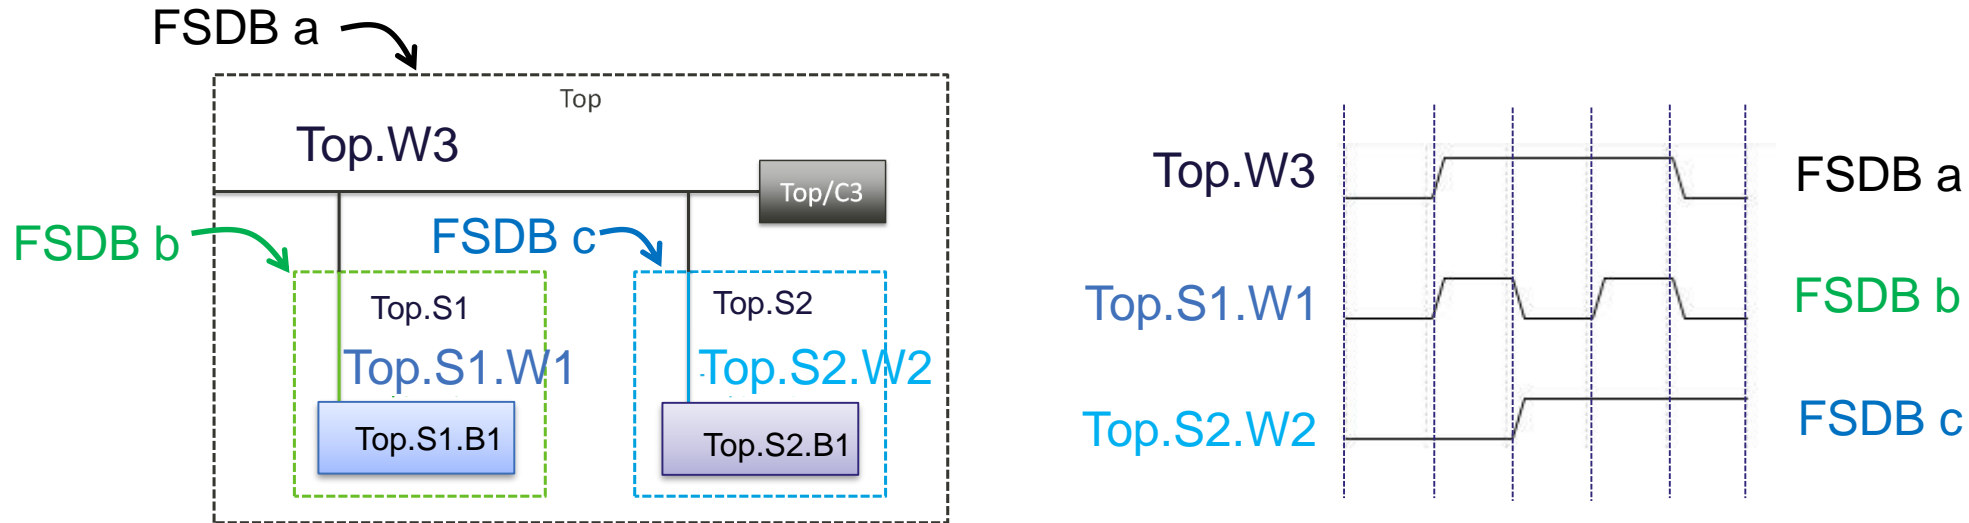 FSDB a
Top
Top.W3
Top/C3
FSDB b
FSDB c
Top.S1
Top.S2
Top.S1.W1
Top.S2.W2
Top.S1.B1
Top.S2.B1
Top.W3
FSDB a
Top.S1.W1
FSDB b
Top.S2.W2
FSDB c